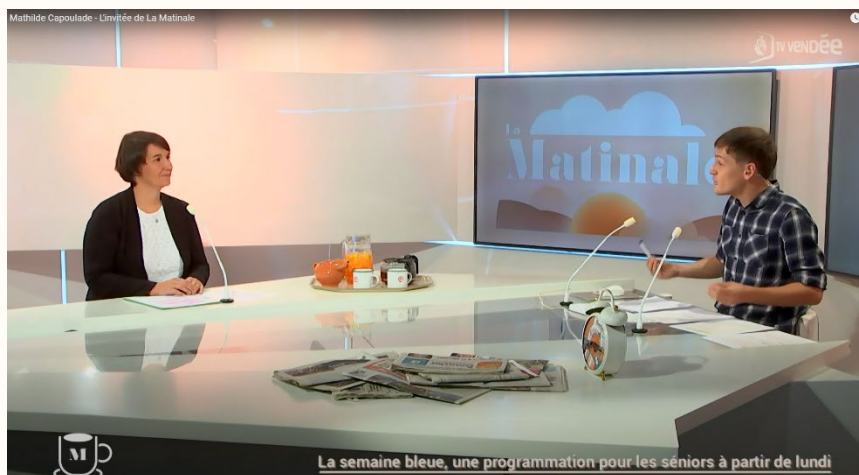 Mathilde Capoulade - L'invitée de La Matinale
TV VENDÉE
La
Matinale
M
La semaine bleue, une programmation pour les séniors à partir de lundi